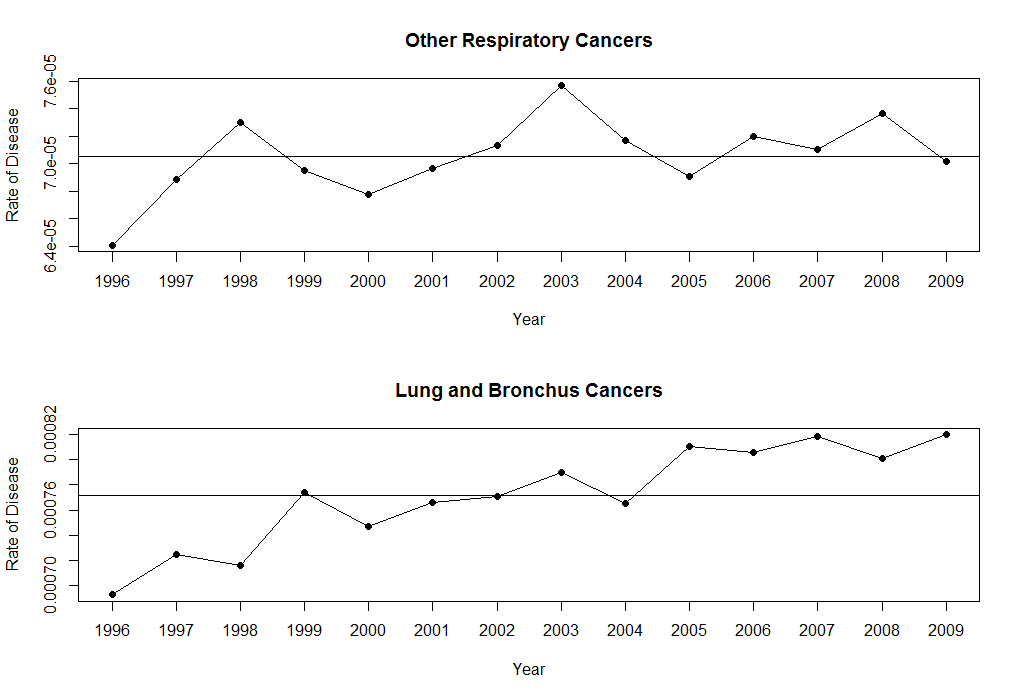 Other Respiratory Cancers
Rate of Disease
7.6e-05
7.0e-05
6.4e-05
1996 1997 1998 1999 2000 2001 2002 2003 2004 2005 2006 2007 2008 2009
Year
Lung and Bronchus Cancers
Rate of Disease
0.00082
0.00076
0.00070
1996 1997 1998 1999 2000 2001 2002 2003 2004 2005 2006 2007 2008 2009
Year